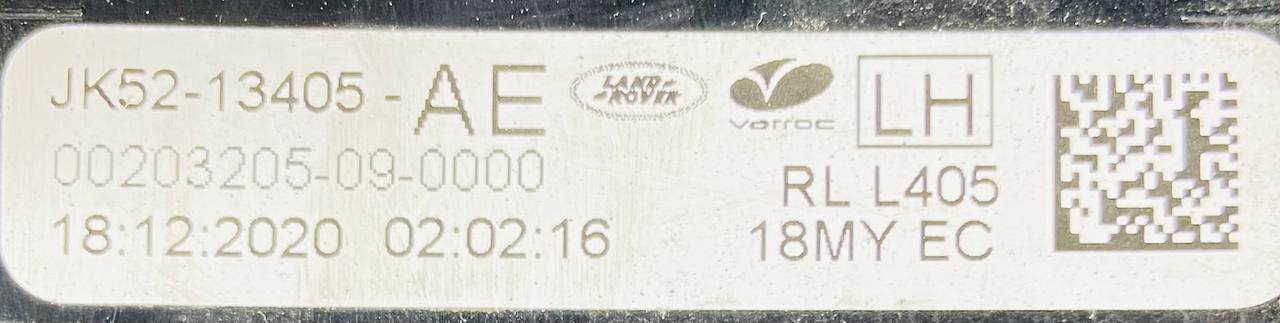 JK52-13405-AE LAND ROVER varroc LH
00203205-09-0000 RL L405
18:12:2020 02:02:16 18MY EC